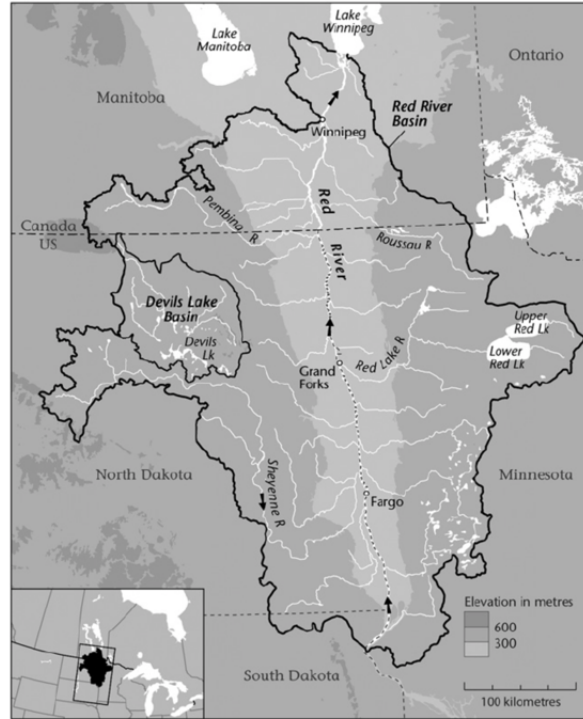 Lake
Winnipeg
Lake
Manitoba
Ontario
Manitoba
Red River
Basin
Winnipeg
Pembina R
Red
River
Roussau R
Canada
US
Devils Lake
Basin
Devils
Lk
Upper
Red Lk
Lower
Red Lk
Red Lake R
Grand
Forks
North Dakota
Sheyenne R
Minnesota
Fargo
Elevation in metres
600
300
South Dakota
100 kilometres